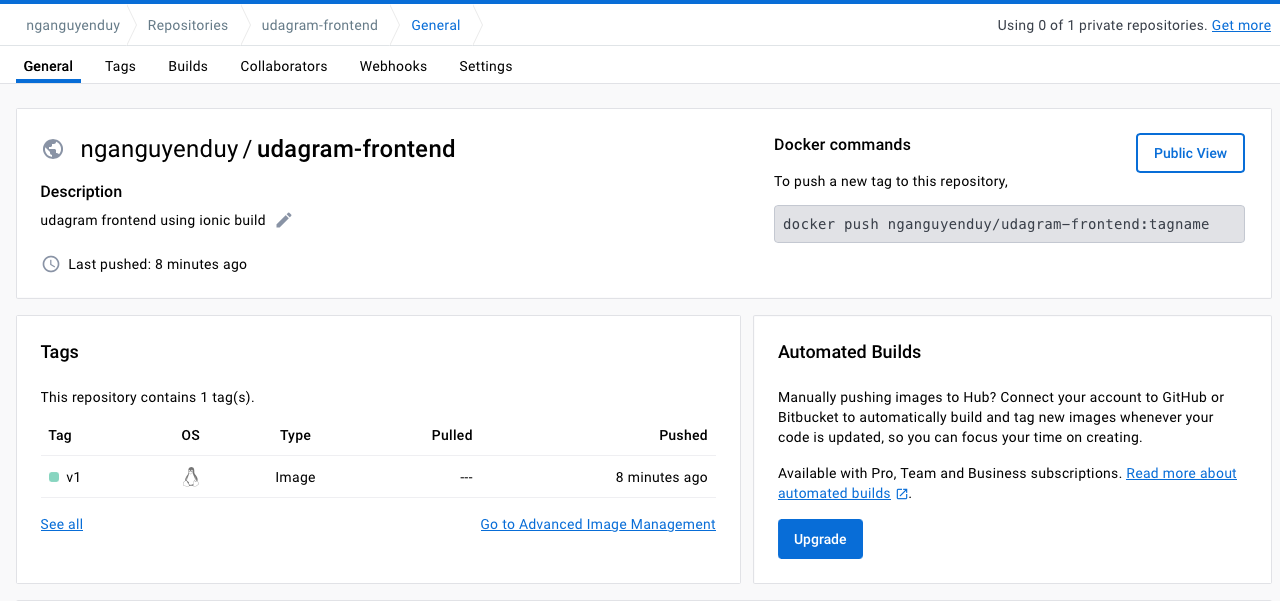 nganguyenduy Repositories udagram-frontend General Using 0 of 1 private repositories. Get more
General Tags Builds Collaborators Webhooks Settings
nganguyenduy / udagram-frontend
Description
udagram frontend using ionic build
Last pushed: 8 minutes ago
Docker commands
Public View
To push a new tag to this repository,
docker push nganguyenduy/udagram-frontend:tagname
Tags
This repository contains 1 tag(s).
Tag OS Type Pulled Pushed
v1 Image --- 8 minutes ago
See all Go to Advanced Image Management
Automated Builds
Manually pushing images to Hub? Connect your account to GitHub or
Bitbucket to automatically build and tag new images whenever your
code is updated, so you can focus your time on creating.
Available with Pro, Team and Business subscriptions. Read more about
automated builds .
Upgrade